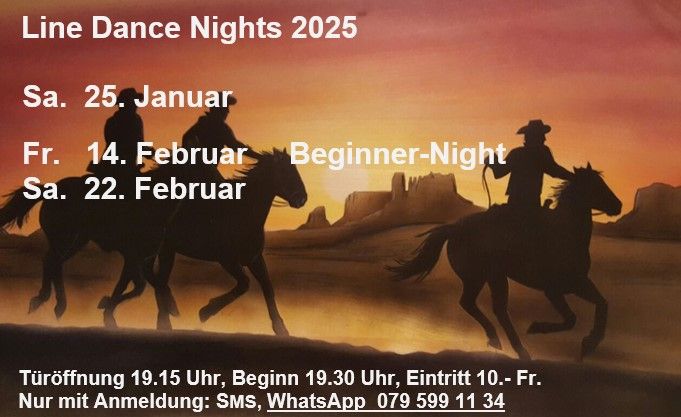 Line Dance Nights 2025
Sa. 25. Januar
Fr. 14. Februar Beginner-Night
Sa. 22. Februar
Türöffnung 19.15 Uhr, Beginn 19.30 Uhr, Eintritt 10.- Fr.
Nur mit Anmeldung: SMS, WhatsApp 079 599 11 34